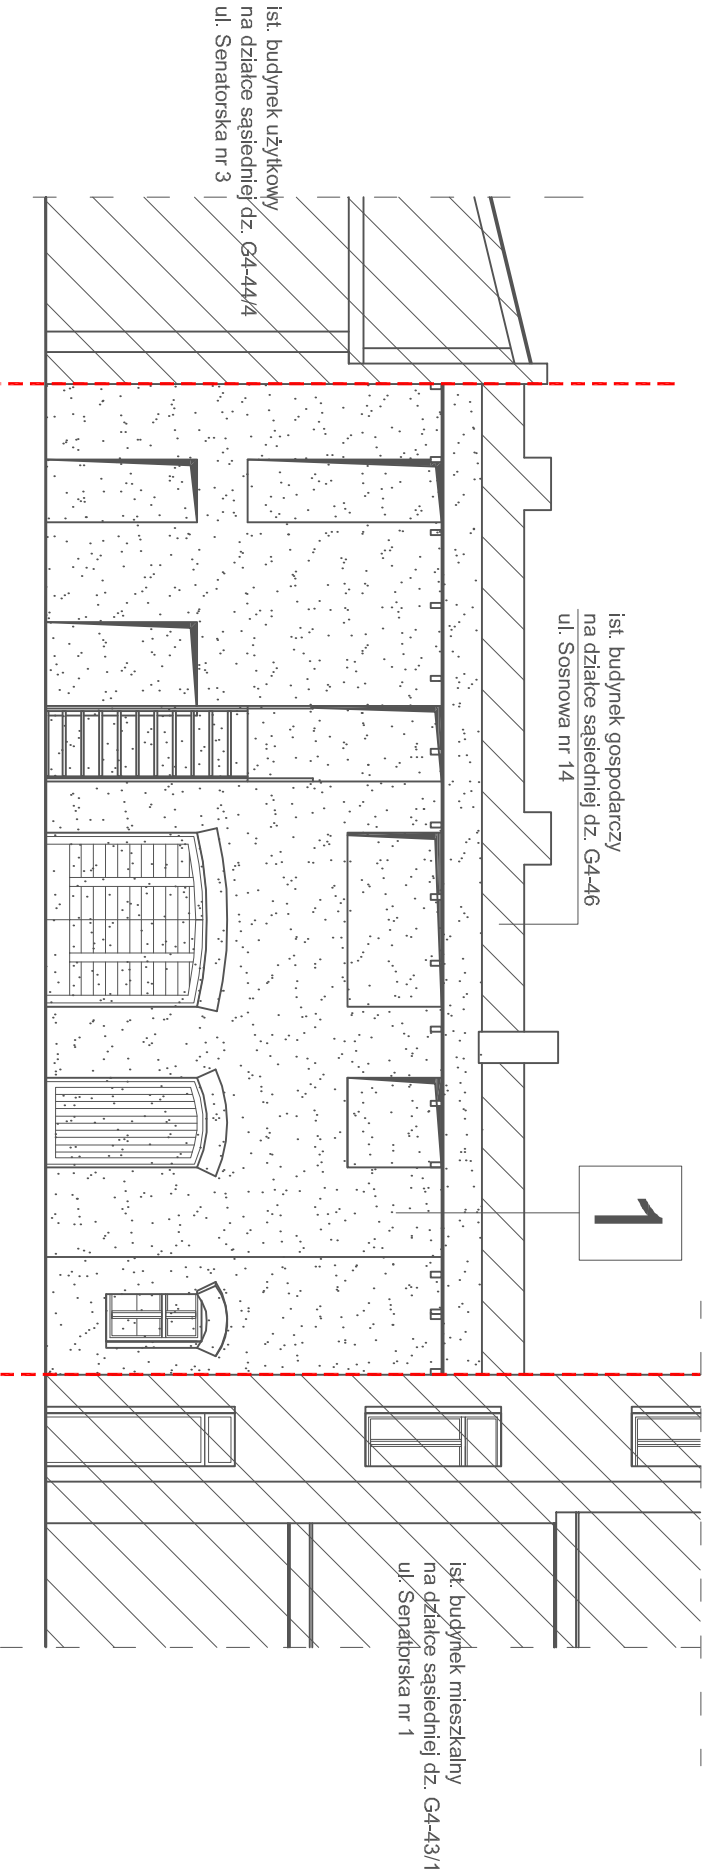 ist. budynek użytkowy
na działce sąsiedniej dz. G4-44/4
ul. Senatorska nr 3
ist. budynek gospodarczy
na działce sąsiedniej dz. G4-46
ul. Sosnowa nr 14
1
ist. budynek mieszkalny
na działce sąsiedniej dz. G4-43/1
ul. Senatorska nr 1